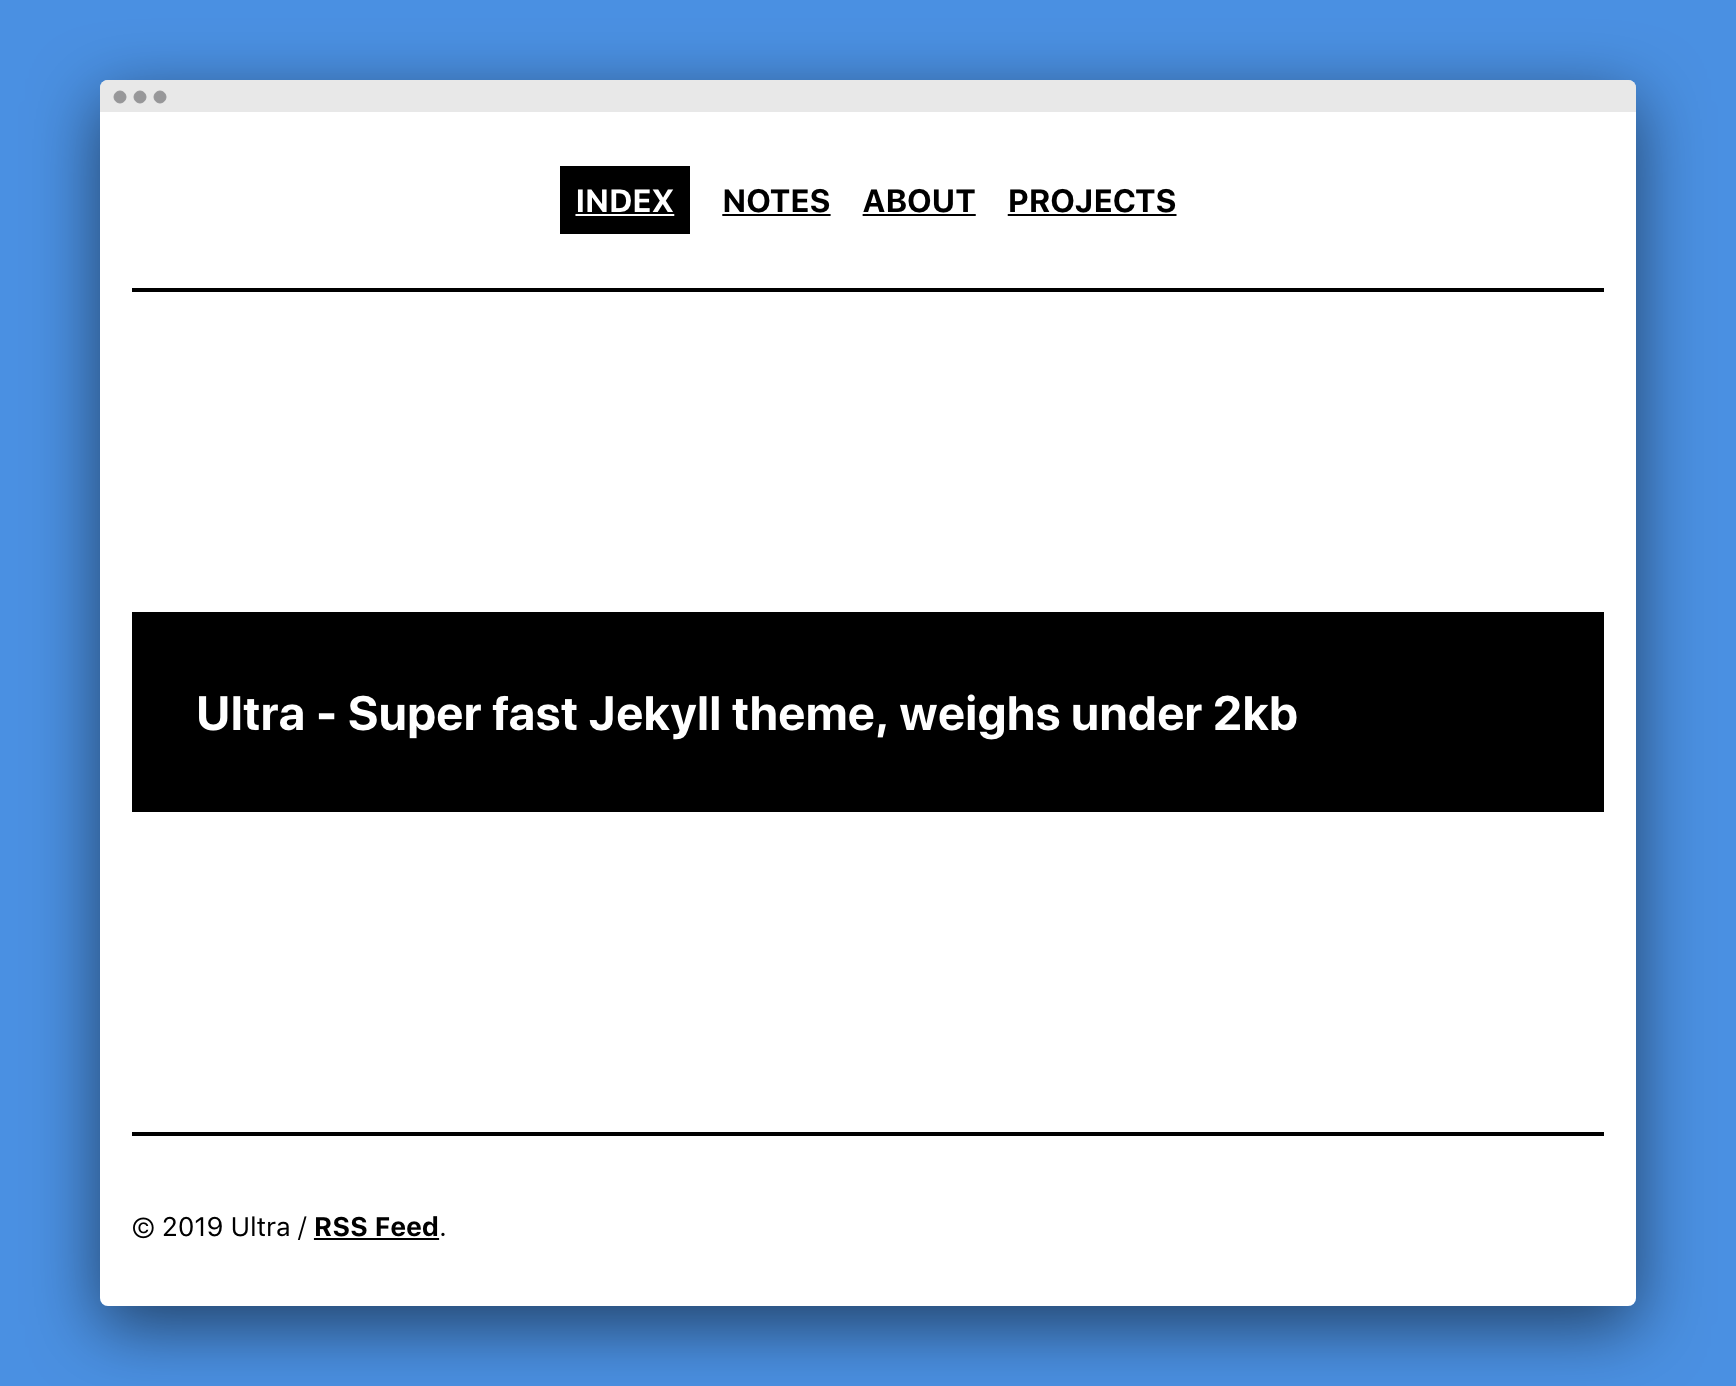 INDEX NOTES ABOUT PROJECTS
Ultra - Super fast Jekyll theme, weighs under 2kb
© 2019 Ultra / RSS Feed.